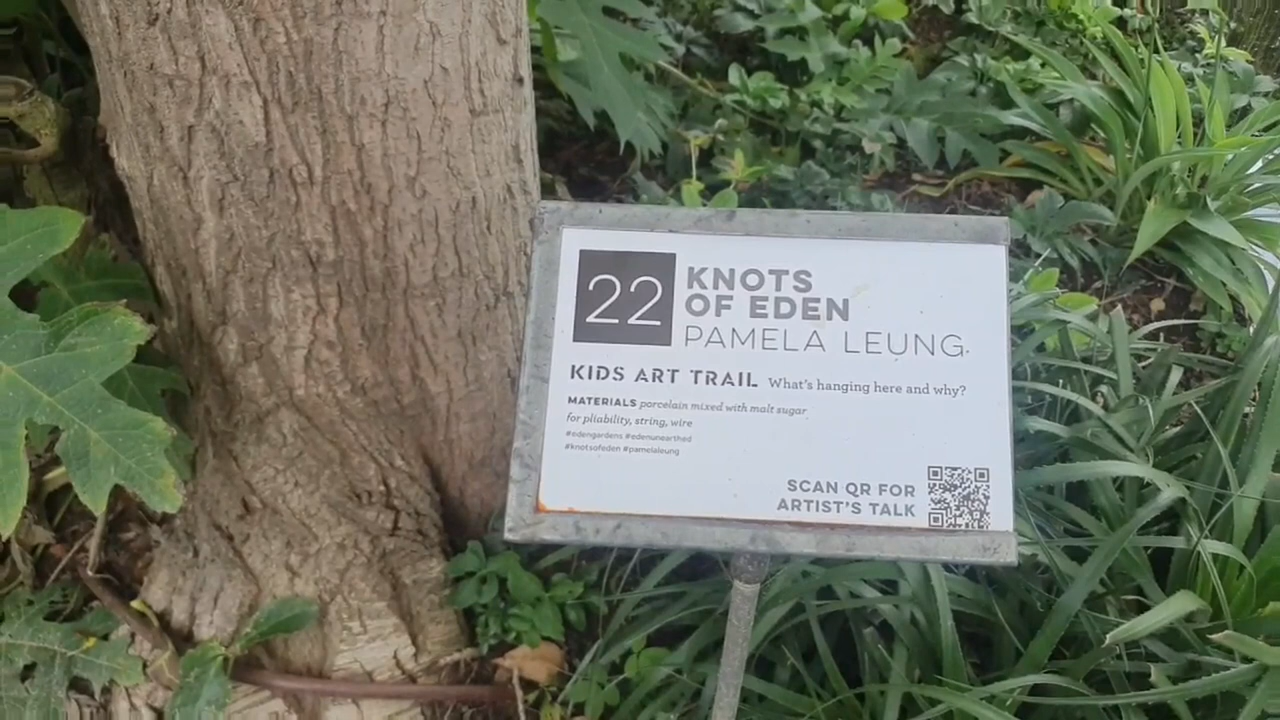 22
KNOTS
OF EDEN
PAMELA LEUNG
KIDS ART TRAIL What's hanging here and why?
MATERIALS porcelain mixed with malt sugar
for pliability, string, wire
#edengardens #edenunearthed
#knotsofeden #pamelaleung
SCAN QR FOR
ARTIST'S TALK